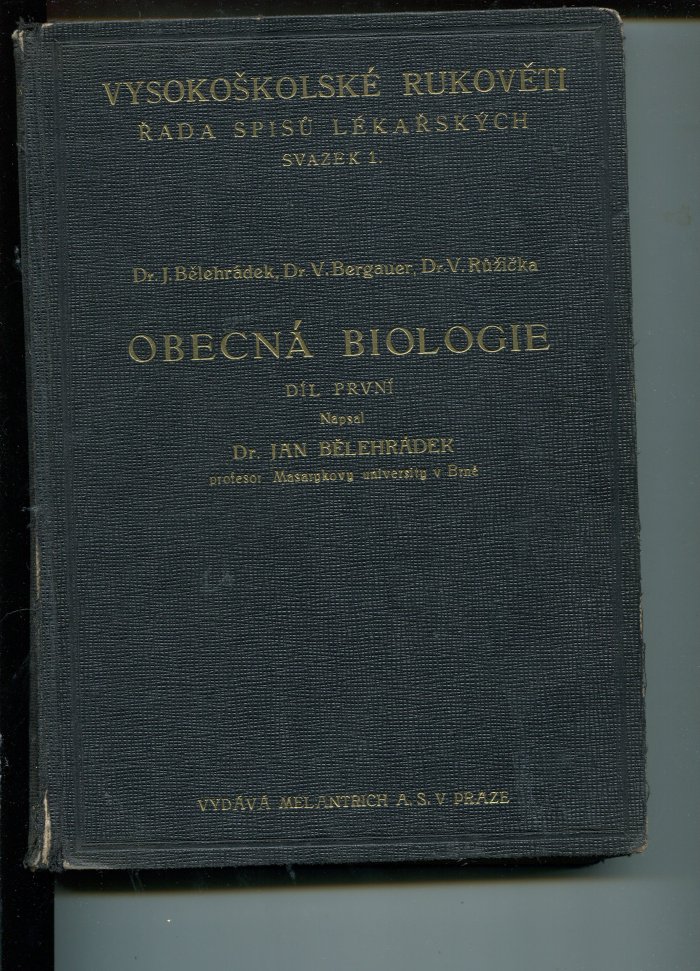 VYSOKOŠKOLSKÉ RUKOVĚTI
ŘADA SPISŮ LÉKAŘSKÝCH
SVAZEK 1.
Dr. J. Bělehrádek, Dr. V. Bergauer, Dr. V. Růžička
OBECNÁ BIOLOGIE
DÍL PRVNÍ
Napsal
Dr. JAN BĚLEHRÁDEK
profesor Masarykovy university v Brně
VYDÁVÁ MELANTRICH A. S. V PRAZE